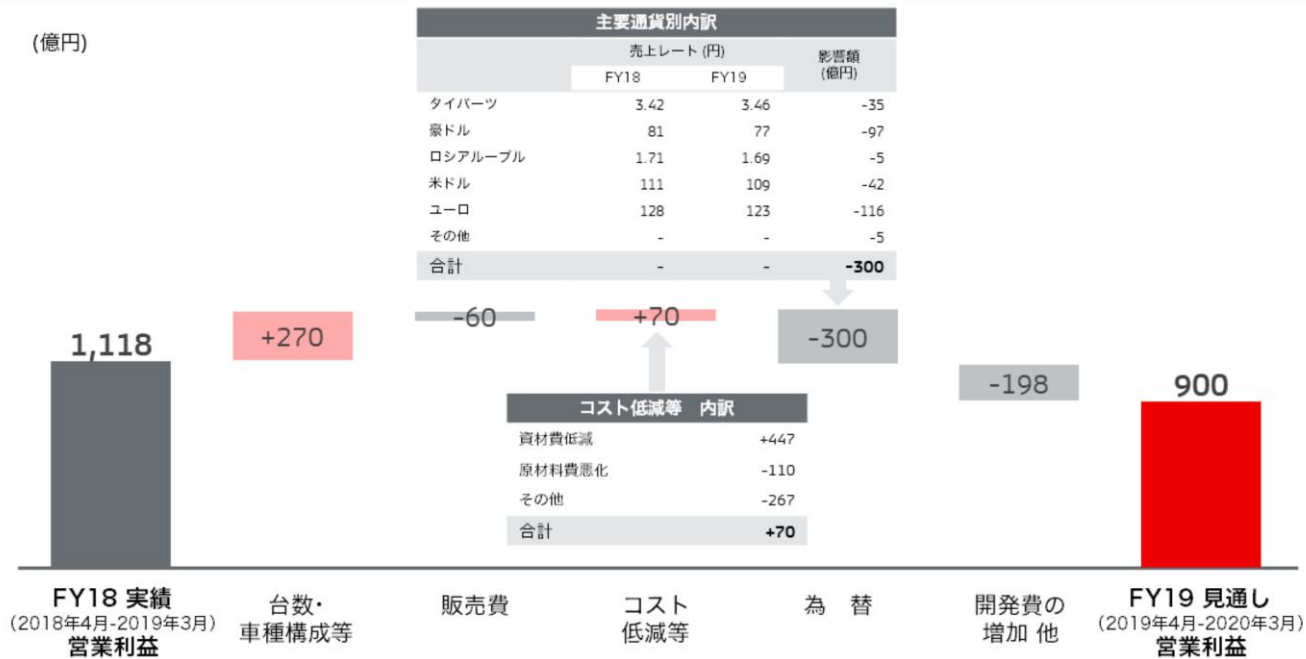 (億円)
主要通貨別内訳
売上レート (円)
影響額
(億円)
FY18 FY19
タイバーツ 3.42 3.46 -35
豪ドル 81 77 -97
ロシアルーブル 1.71 1.69 -5
米ドル 111 109 -42
ユーロ 128 123 -116
その他 - - -5
合計 - - -300
1,118
+270
-60
+70
-300
-198
900
コスト低減等 内訳
資材費低減 +447
原材料費悪化 -110
その他 -267
合計 +70
FY18 実績
(2018年4月-2019年3月)
営業利益
台数・
車種構成等
販売費
コスト
低減等
為 替
開発費の
増加 他
FY19 見通し
(2019年4月-2020年3月)
営業利益